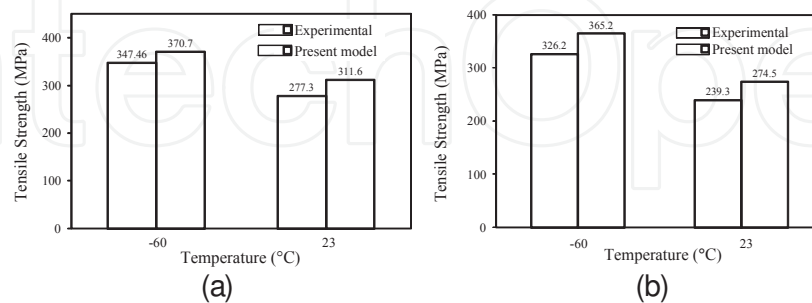 Tensile Strength (MPa)
400
300
200
100
0
Experimental
Present model
347.46
370.7
277.3
311.6
-60
23
Temperature (°C)
(a)
Tensile Strength (MPa)
400
300
200
100
0
Experimental
Present model
326.2
365.2
239.3
274.5
-60
23
Temperature (°C)
(b)